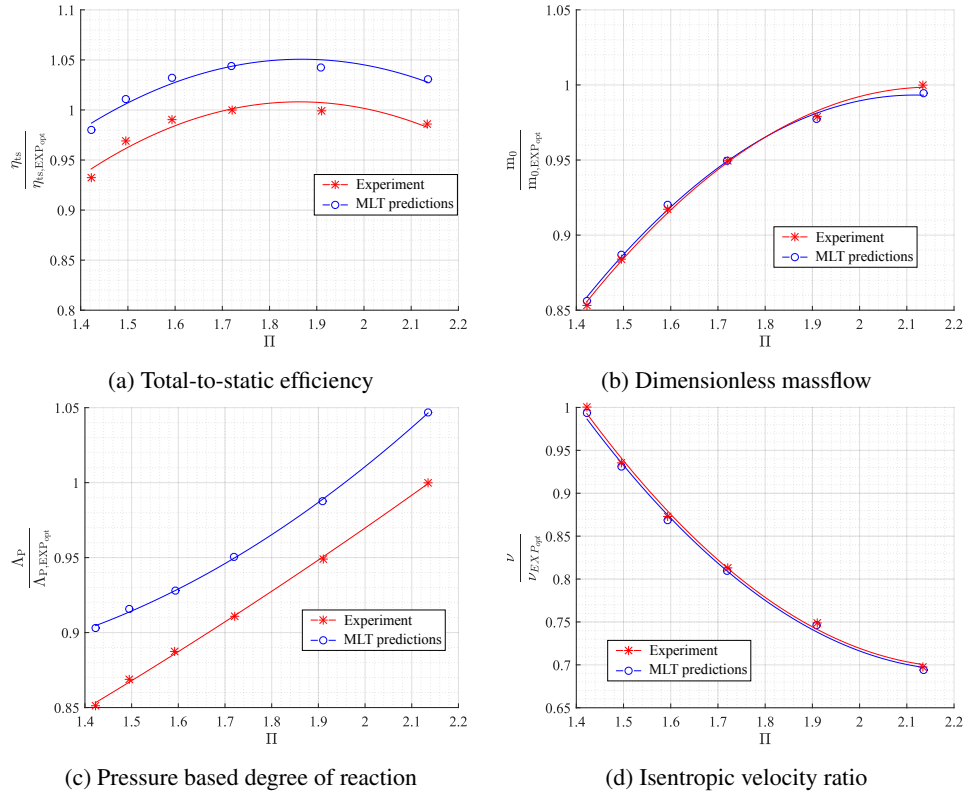 1.1
1.05
1
0.95
0.9
0.85
0.8
η_ts
η_ts,EXP_opt
Experiment
MLT predictions
1.4 1.5 1.6 1.7 1.8 1.9 2 2.1 2.2
Π
(a) Total-to-static efficiency
1
0.95
0.9
0.85
m_0
m_0,EXP_opt
Experiment
MLT predictions
1.4 1.5 1.6 1.7 1.8 1.9 2 2.1 2.2
Π
(b) Dimensionless massflow
1.05
1
0.95
0.9
0.85
Λ_P
Λ_P,EXP_opt
Experiment
MLT predictions
1.4 1.5 1.6 1.7 1.8 1.9 2 2.1 2.2
Π
(c) Pressure based degree of reaction
1
0.95
0.9
0.85
0.8
0.75
0.7
0.65
ν
ν_EXP_opt
Experiment
MLT predictions
1.4 1.5 1.6 1.7 1.8 1.9 2 2.1 2.2
Π
(d) Isentropic velocity ratio